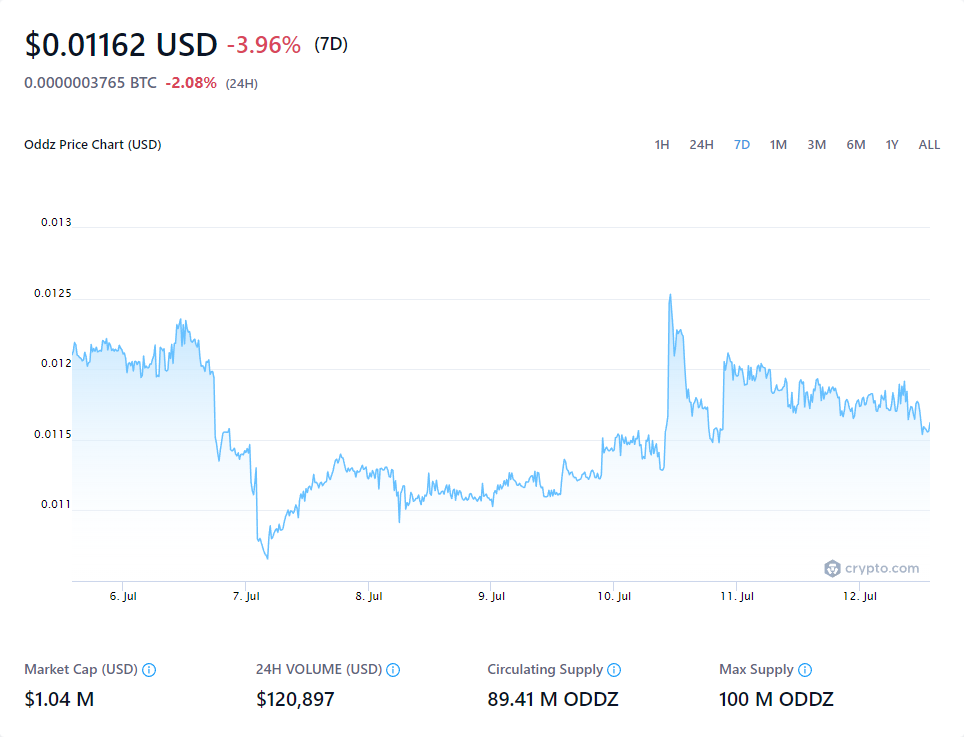 $0.01162 USD -3.96% (7D)
0.0000003765 BTC -2.08% (24H)
Oddz Price Chart (USD) 1H 24H 7D 1M 3M 6M 1Y ALL
0.013
0.0125
0.012
0.0115
0.011
crypto.com
6. Jul 7. Jul 8. Jul 9. Jul 10. Jul 11. Jul 12. Jul
Market Cap (USD) 24H VOLUME (USD) Circulating Supply Max Supply
$1.04 M $120,897 89.41 M ODDZ 100 M ODDZ